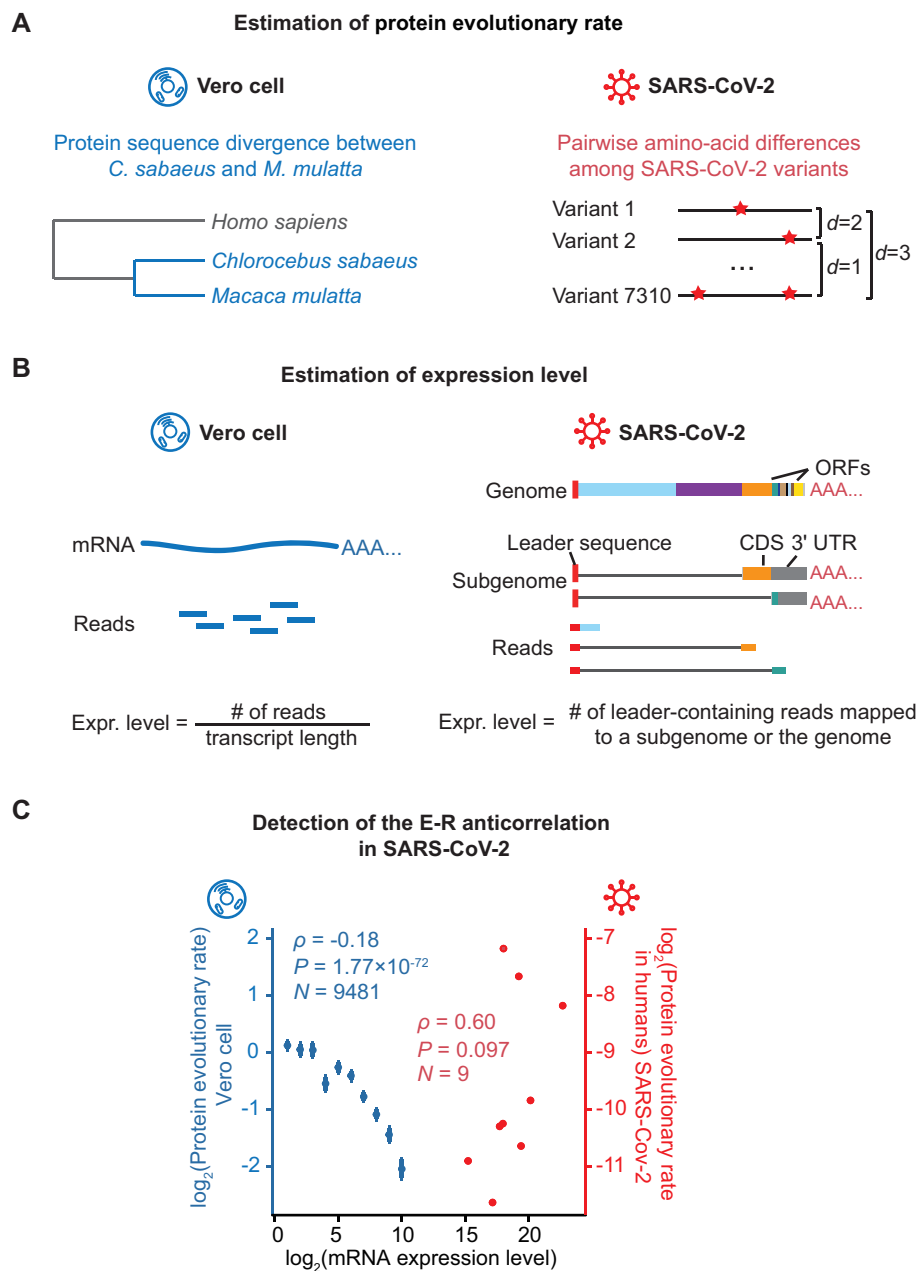 A
Estimation of protein evolutionary rate
Vero cell
Protein sequence divergence between
C. sabaeus and M. mulatta
Homo sapiens
Chlorocebus sabaeus
Macaca mulatta
SARS-CoV-2
Pairwise amino-acid differences
among SARS-CoV-2 variants
Variant 1
Variant 2
...
Variant 7310
d=2
d=1
d=3
B
Estimation of expression level
Vero cell
mRNA
AAA...
Reads
Expr. level = # of reads
transcript length
SARS-CoV-2
ORFs
Genome
AAA...
Leader sequence
CDS 3' UTR
Subgenome
AAA...
AAA...
Reads
Expr. level = # of leader-containing reads mapped
to a subgenome or the genome
C
Detection of the E-R anticorrelation
in SARS-CoV-2
log2(Protein evolutionary rate)
Vero cell
2
1
0
-1
-2
ρ = -0.18
P = 1.77×10-72
N = 9481
ρ = 0.60
P = 0.097
N = 9
-7
-8
-9
-10
-11
log2(Protein evolutionary rate
in humans) SARS-Cov-2
0 5 10 15 20
log2(mRNA expression level)